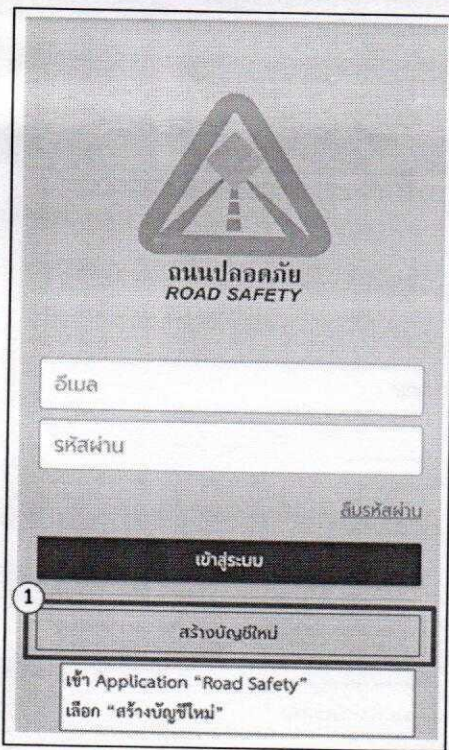 ถนนปลอดภัย
ROAD SAFETY
อีเมล
รหัสผ่าน
ลืมรหัสผ่าน
เข้าสู่ระบบ
1
สร้างบัญชีใหม่
เข้า Application “Road Safety”
เลือก “สร้างบัญชีใหม่”